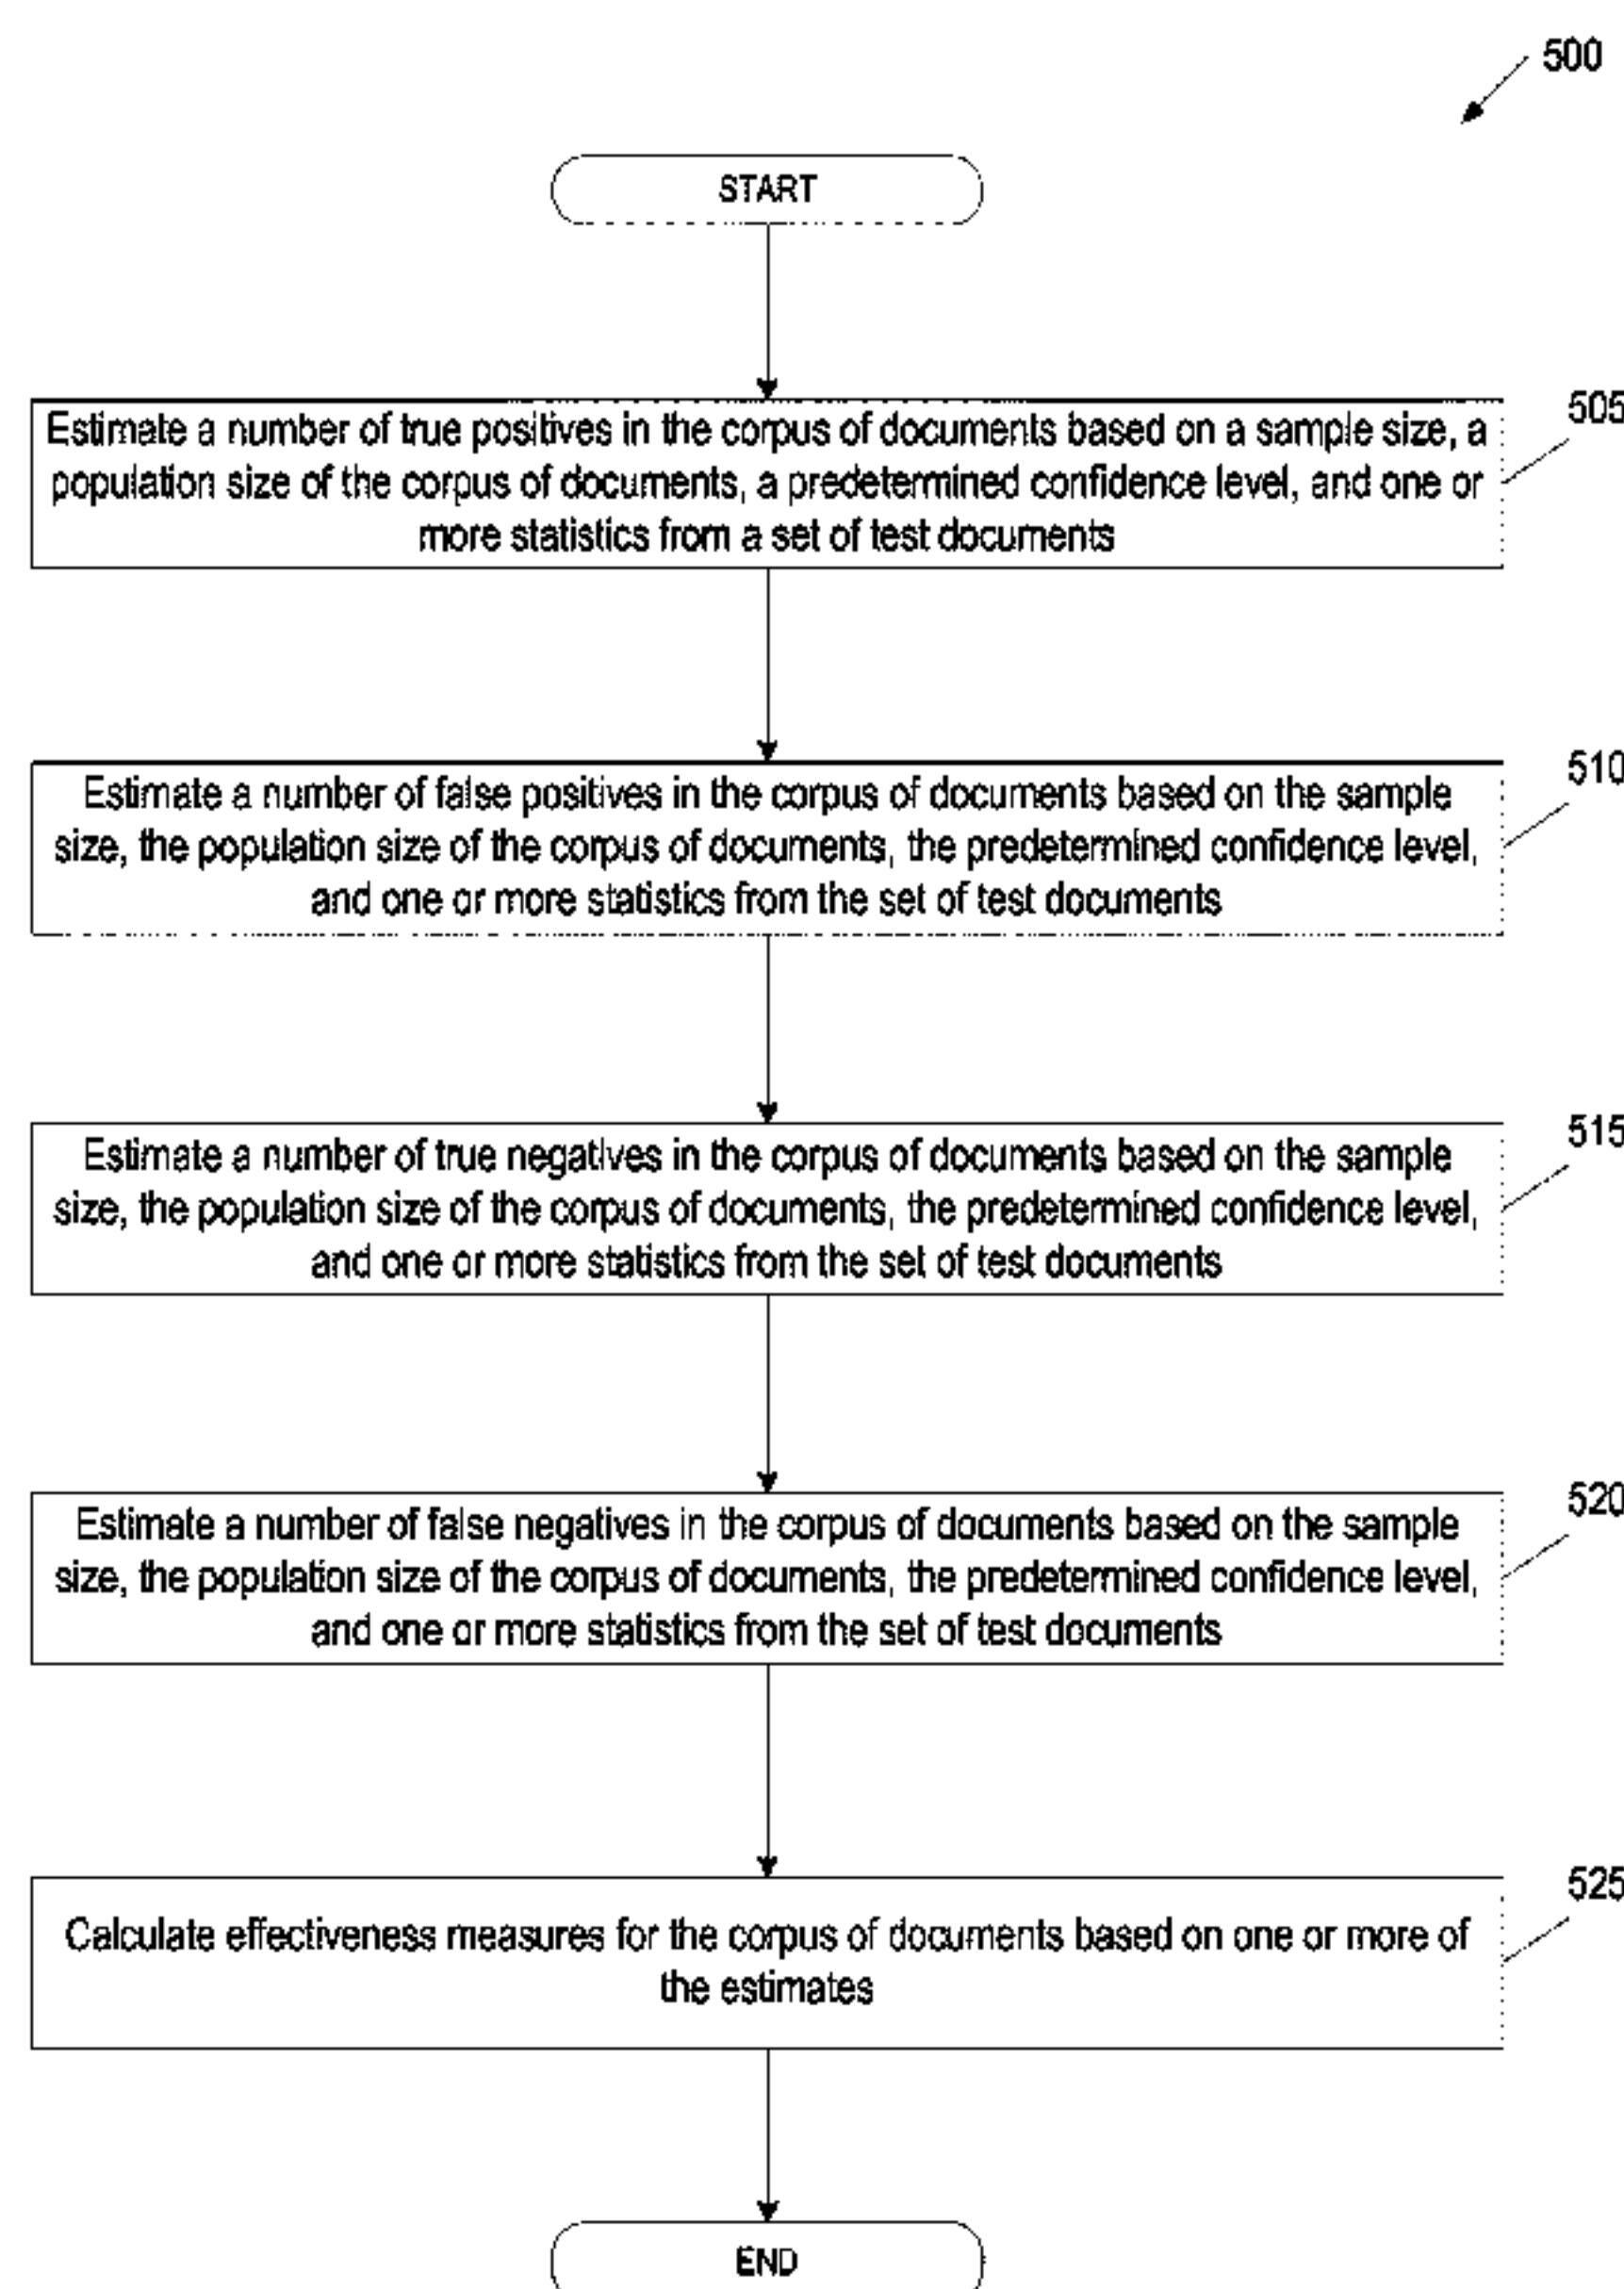 500
START
Estimate a number of true positives in the corpus of documents based on a sample size, a
population size of the corpus of documents, a predetermined confidence level, and one or
more statistics from a set of test documents
505
Estimate a number of false positives in the corpus of documents based on the sample
size, the population size of the corpus of documents, the predetermined confidence level,
and one or more statistics from the set of test documents
510
Estimate a number of true negatives in the corpus of documents based on the sample
size, the population size of the corpus of documents, the predetermined confidence level,
and one or more statistics from the set of test documents
515
Estimate a number of false negatives in the corpus of documents based on the sample
size, the population size of the corpus of documents, the predetermined confidence level,
and one or more statistics from the set of test documents
520
Calculate effectiveness measures for the corpus of documents based on one or more of
the estimates
525
END